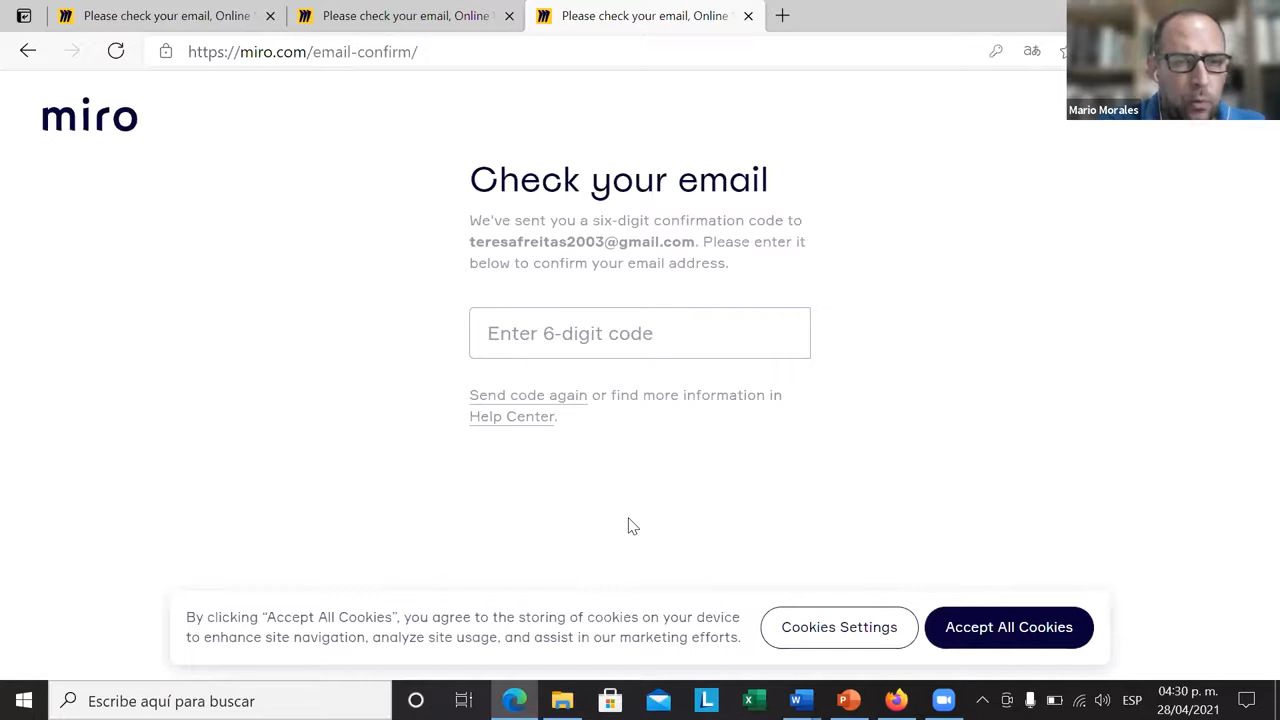 Please check your email, Online
Please check your email, Online
Please check your email, Online
https://miro.com/email-confirm/
Mario Morales
miro
Check your email
We've sent you a six-digit confirmation code to
teresafreitas2003@gmail.com. Please enter it
below to confirm your email address.
Enter 6-digit code
Send code again or find more information in
Help Center.
By clicking “Accept All Cookies”, you agree to the storing of cookies on your device
to enhance site navigation, analyze site usage, and assist in our marketing efforts.
Cookies Settings
Accept All Cookies
Escribe aquí para buscar
ESP
04:30 p. m.
28/04/2021